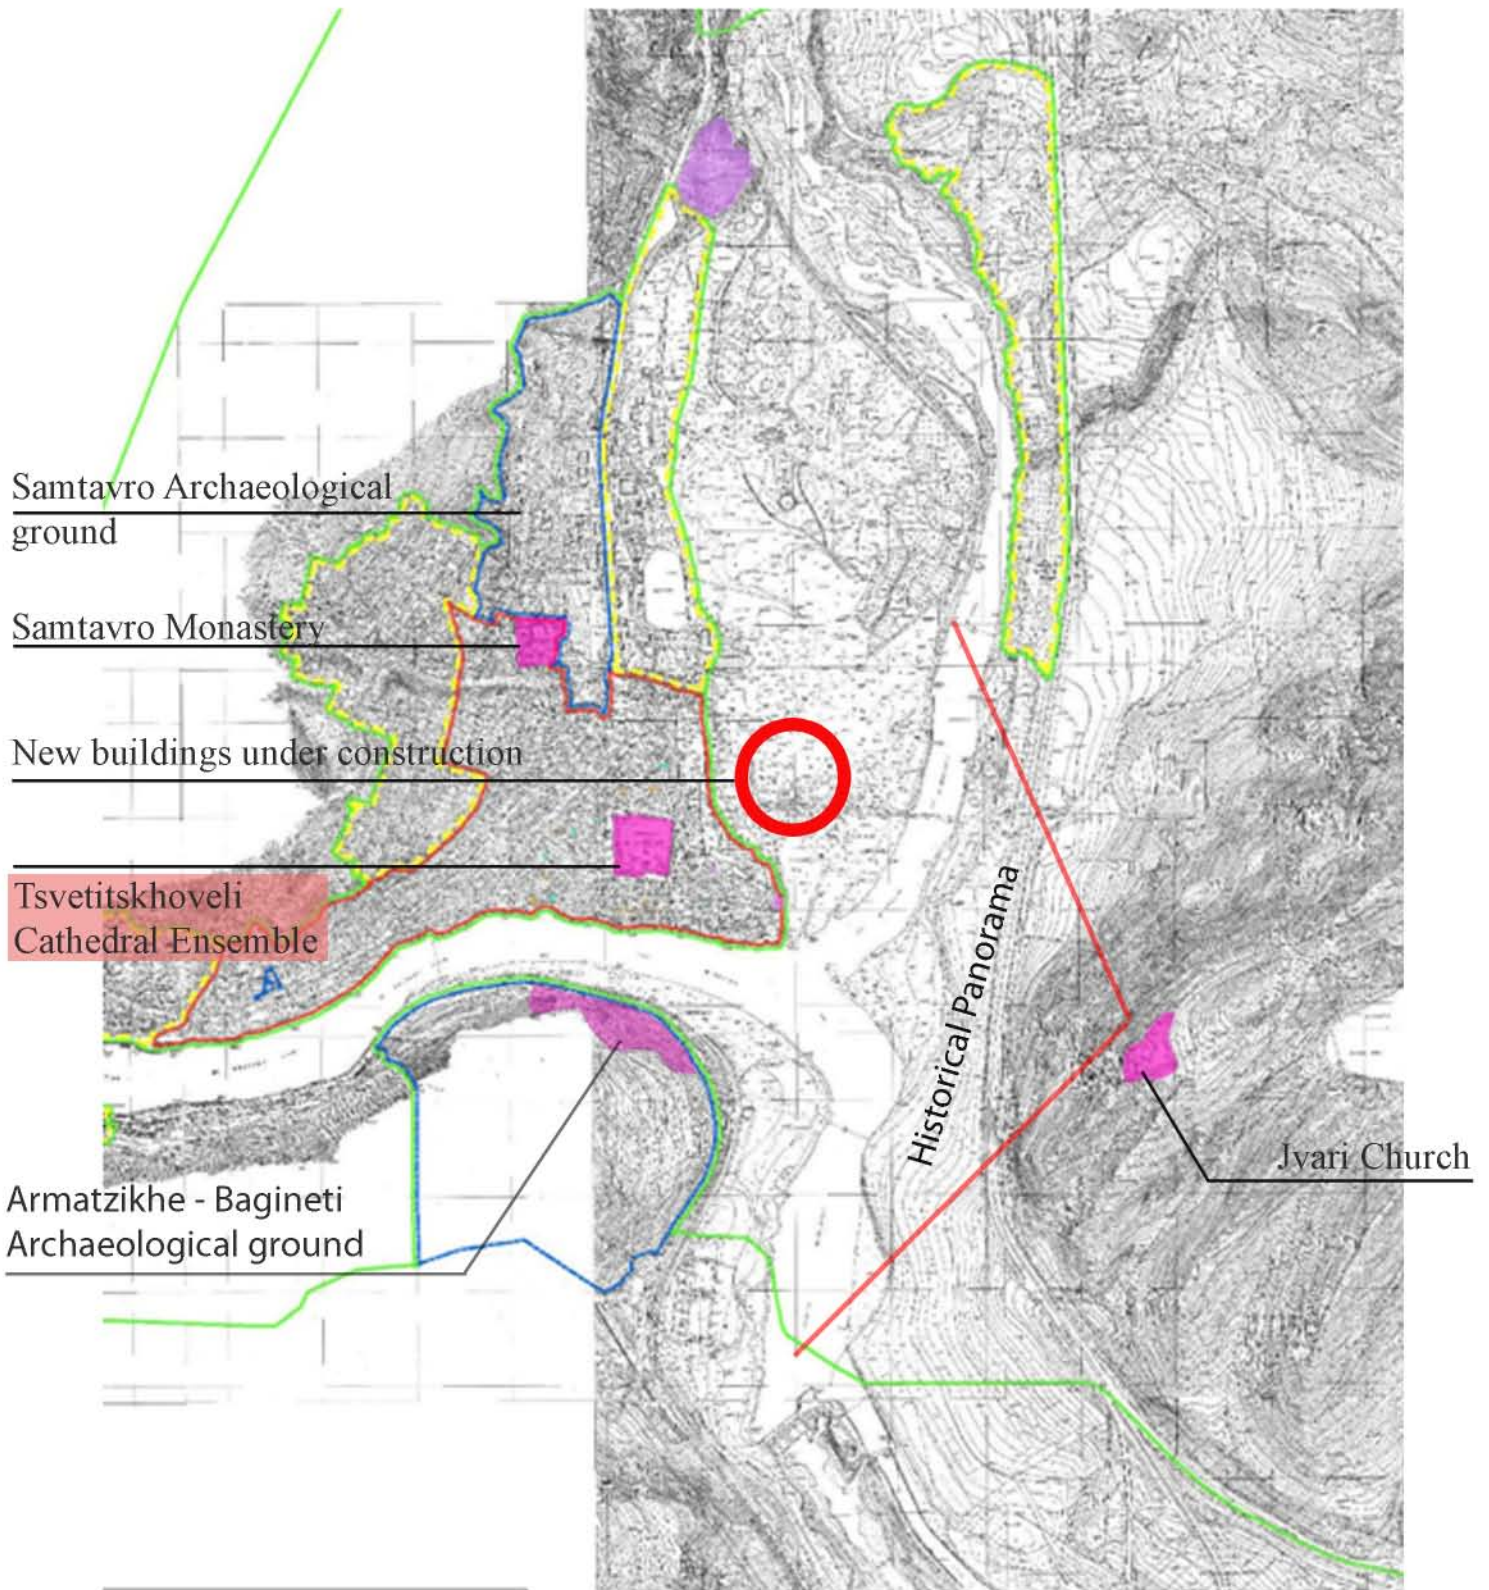 Samtavro Archaeological
ground
Samtavro Monastery
New buildings under construction
Tsvetitskhoveli
Cathedral Ensemble
A
Historical Panorama
Jvari Church
Armatzikhe - Bagineti
Archaeological ground